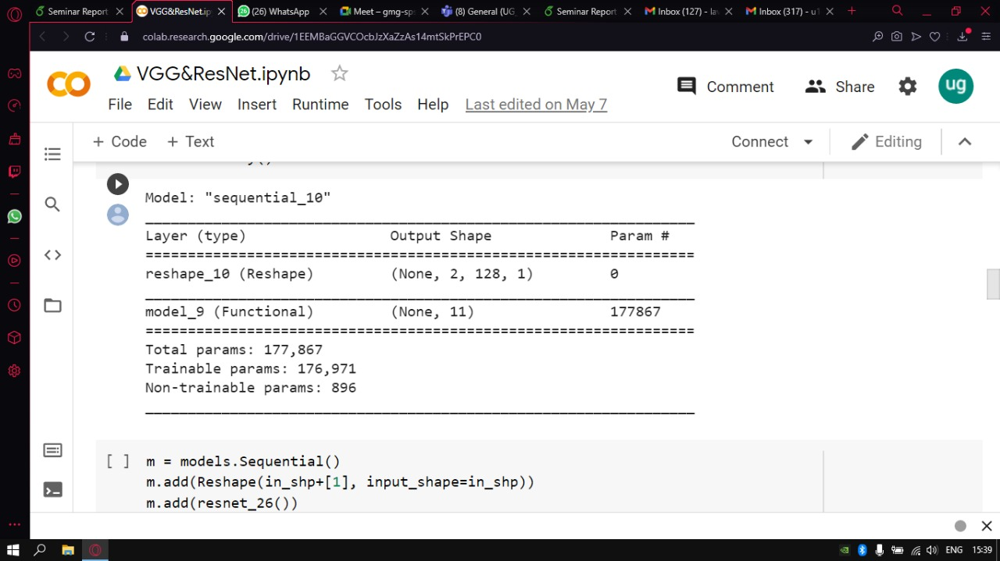 Seminar Report
VGG&ResNet.ip
(26) WhatsApp
Meet – gmg-sp
(8) General (UG_
Seminar Report
Inbox (127) - la
Inbox (317) - u1
colab.research.google.com/drive/1EEMBaGGVCOcbJzXaZzAs14mtSkPrEPC0
VGG&ResNet.ipynb
File Edit View Insert Runtime Tools Help Last edited on May 7
Comment
Share
ug
+ Code + Text
Connect
Editing
Model: "sequential_10"
Layer (type) Output Shape Param #
=================================================================
reshape_10 (Reshape) (None, 2, 128, 1) 0
model_9 (Functional) (None, 11) 177867
=================================================================
Total params: 177,867
Trainable params: 176,971
Non-trainable params: 896
[ ] m = models.Sequential()
m.add(Reshape(in_shp+[1], input_shape=in_shp))
m.add(resnet_26())
ENG 15:39